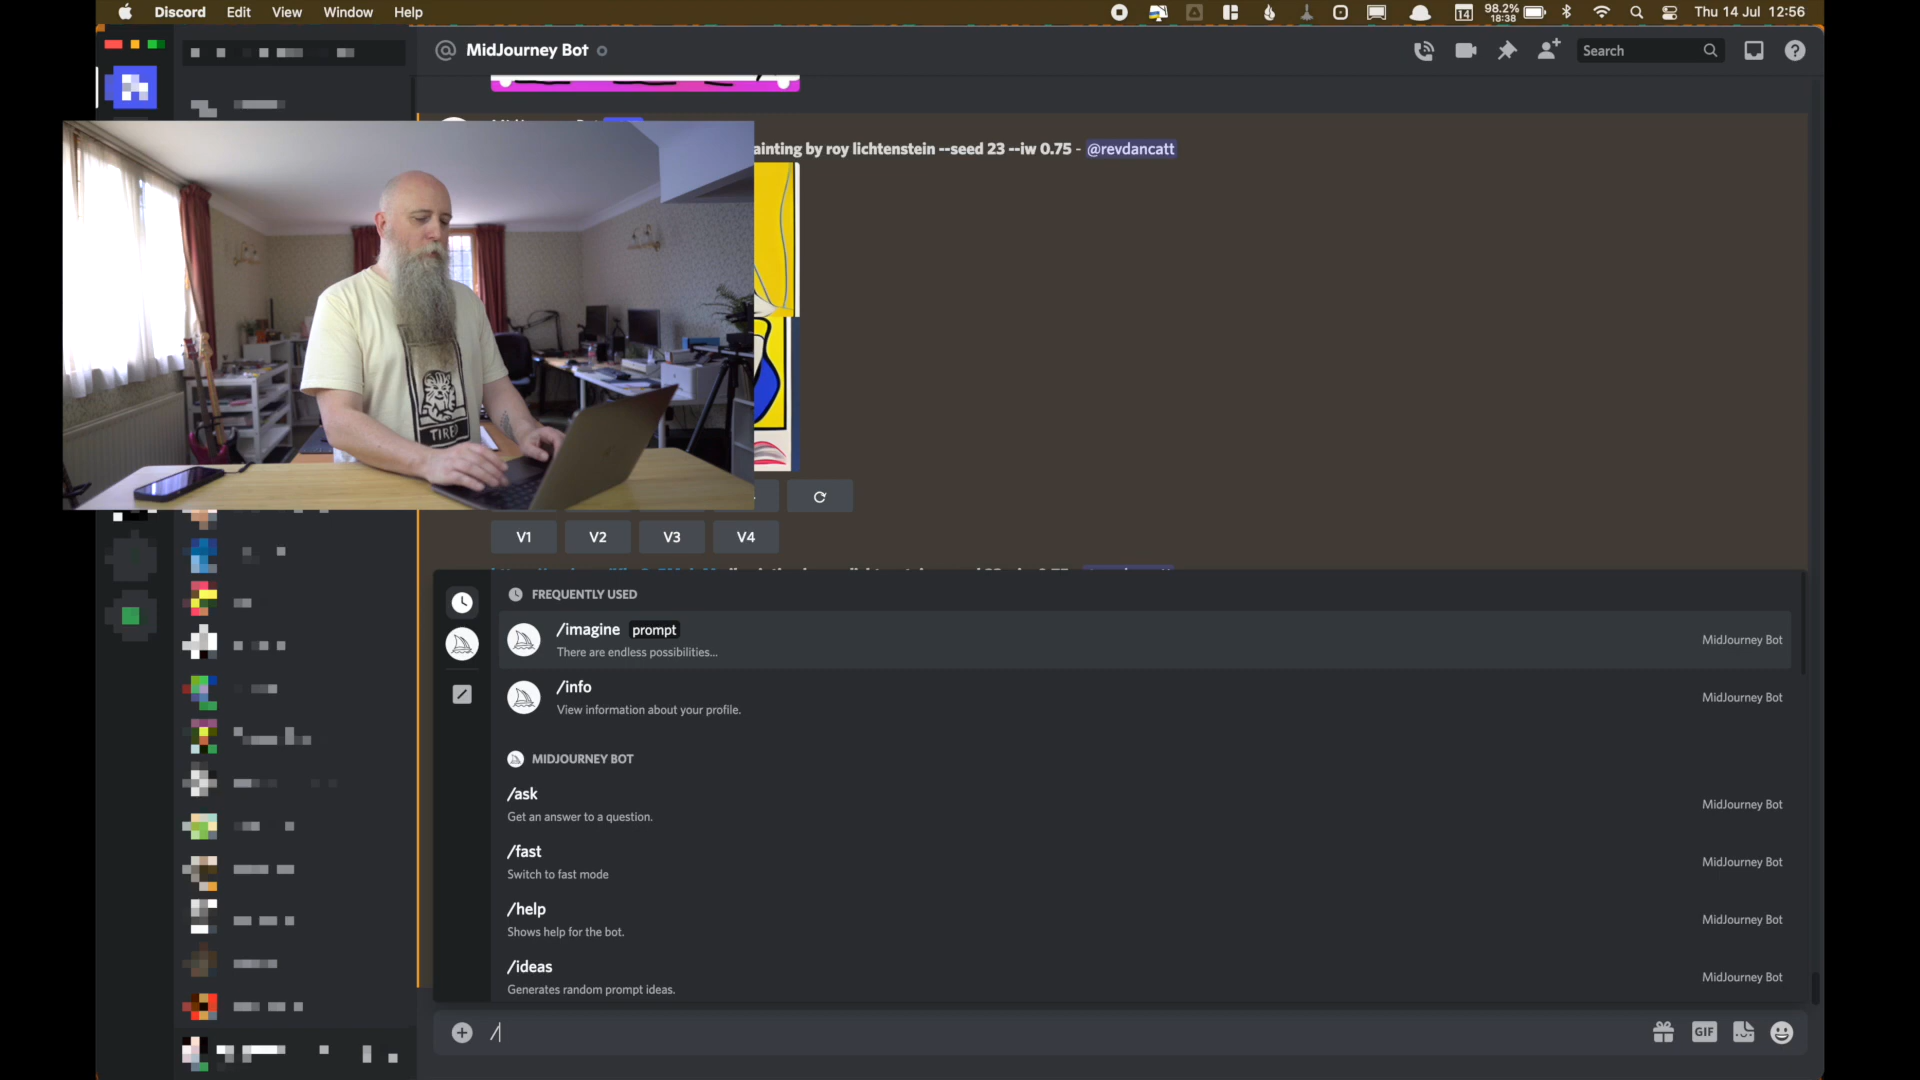 Discord Edit View Window Help
98.2%
18:38
14
Thu 14 Jul 12:56
@ MidJourney Bot
Search
ainting by roy lichtenstein --seed 23 --iw 0.75 - @revdancatt
TIRED
V1 V2 V3 V4
FREQUENTLY USED
/imagine prompt
There are endless possibilities...
MidJourney Bot
/info
View information about your profile.
MidJourney Bot
MIDJOURNEY BOT
/ask
Get an answer to a question.
MidJourney Bot
/fast
Switch to fast mode
MidJourney Bot
/help
Shows help for the bot.
MidJourney Bot
/ideas
Generates random prompt ideas.
MidJourney Bot
/
GIF